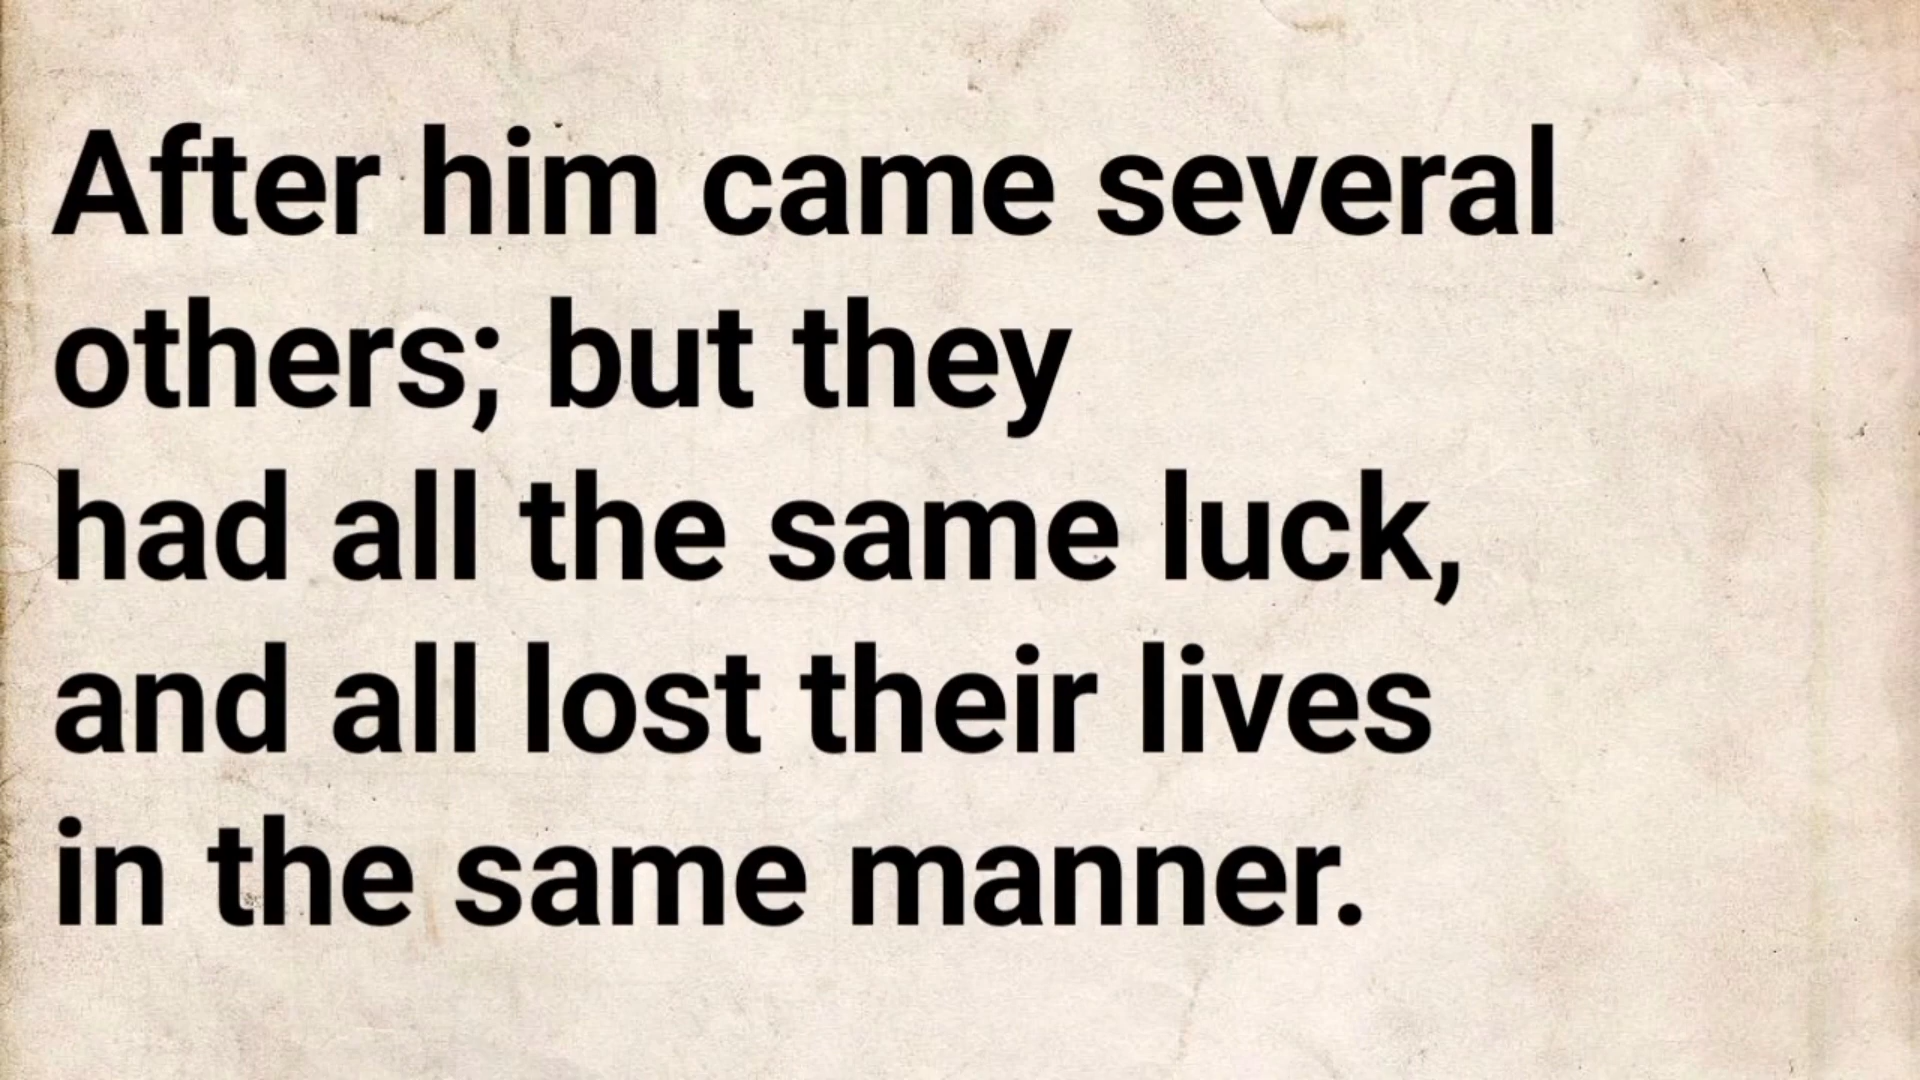 After him came several
others; but they
had all the same luck,
and all lost their lives
in the same manner.